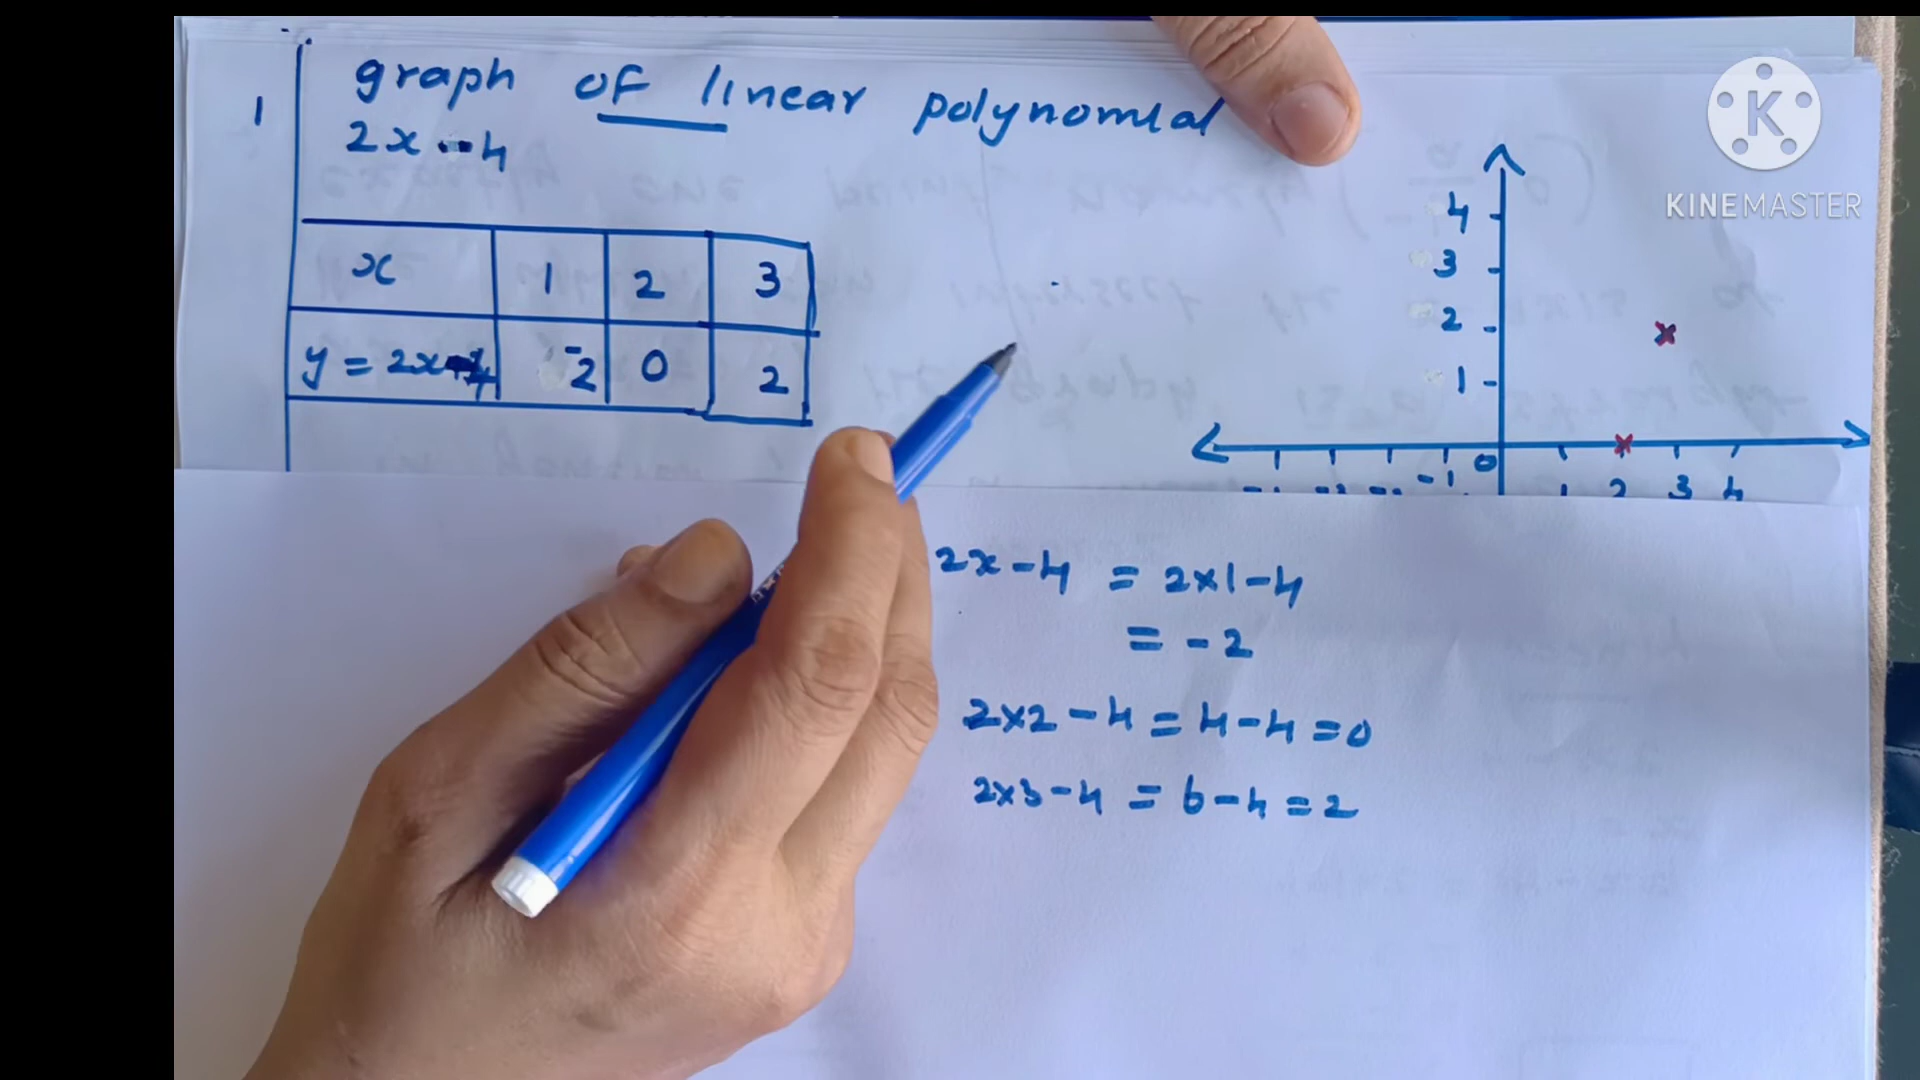 1
graph of linear polynomial
2x - 4
x 1 2 3
y = 2x-4 -2 0 2
4
3
2
1
-1 0 1 2 3 4
2x - 4 = 2x1-4
= -2
2x2-4 = 4-4 = 0
2x3-4 = 6-4 = 2
K
KINEMASTER